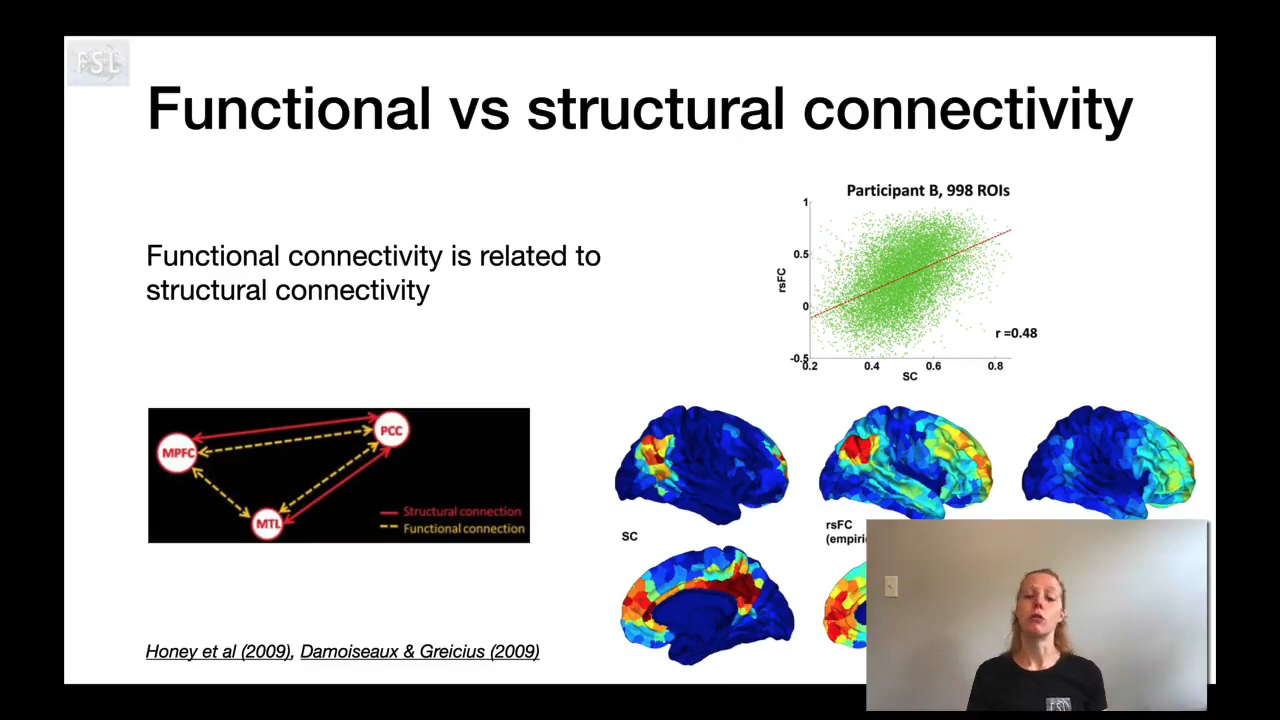 FSL
Functional vs structural connectivity
Functional connectivity is related to
structural connectivity
Participant B, 998 ROIs
1
0.5
0
-0.5
rsFC
0.2
0.4
0.6
0.8
SC
r =0.48
MPFC
PCC
MTL
Structural connection
Functional connection
SC
rsFC
Honey et al (2009), Damoiseaux & Greicius (2009)